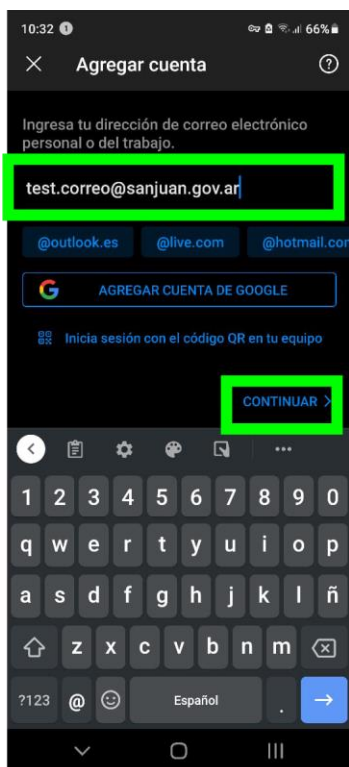 10:32 1 66%
Agregar cuenta
Ingresa tu dirección de correo electrónico
personal o del trabajo.
test.correo@sanjuan.gov.ar
@outlook.es @live.com @hotmail.com
G AGREGAR CUENTA DE GOOGLE
Inicia sesión con el código QR en tu equipo
CONTINUAR >
1 2 3 4 5 6 7 8 9 0
q w e r t y u i o p
a s d f g h j k l ñ
z x c v b n m
?123 @ Español .